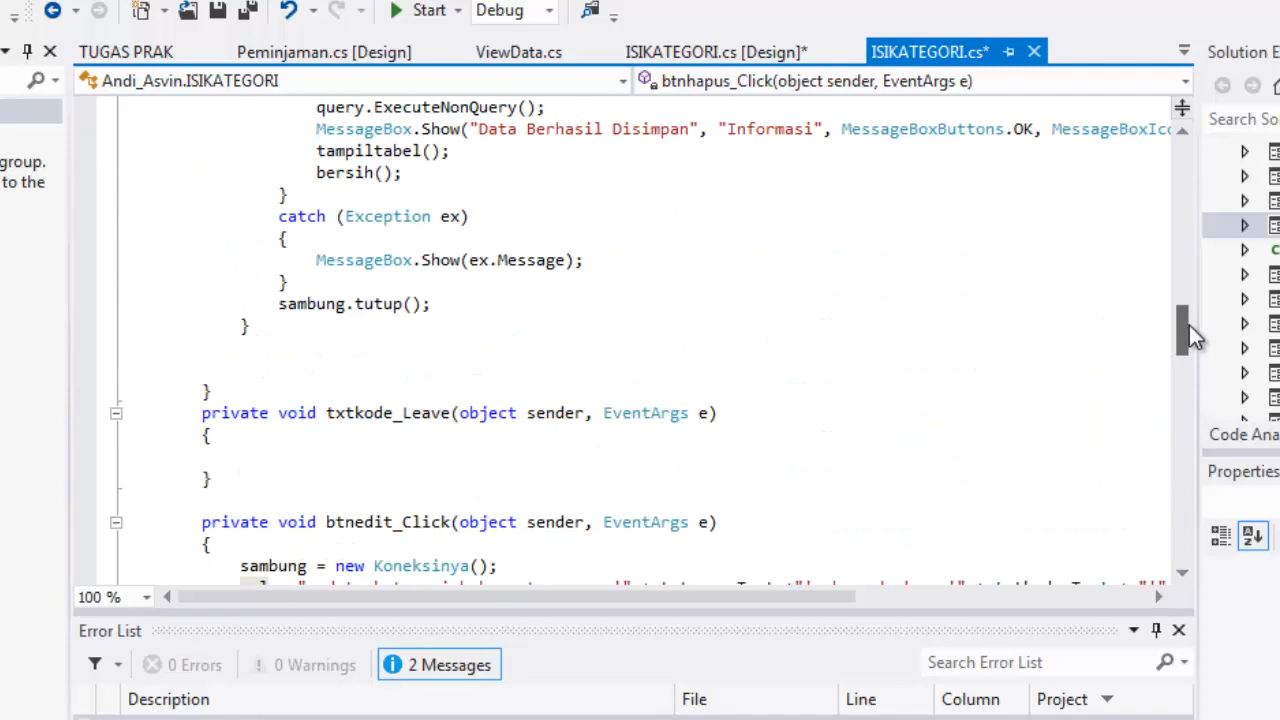 Start Debug
TUGAS PRAK Peminjaman.cs [Design] ViewData.cs ISIKATEGORI.cs [Design]* ISIKATEGORI.cs* Solution E
Andi_Asvin.ISIKATEGORI btnhapus_Click(object sender, EventArgs e)
query.ExecuteNonQuery();
Search So
MessageBox.Show("Data Berhasil Disimpan", "Informasi", MessageBoxButtons.OK, MessageBoxIco
tampiltabel();
group.
bersih();
to the
}
catch (Exception ex)
{
MessageBox.Show(ex.Message);
}
sambung.tutup();
}
}
private void txtkode_Leave(object sender, EventArgs e)
{
Code Ana
Properties
}
private void btnedit_Click(object sender, EventArgs e)
{
sambung = new Koneksinya();
100 %
Error List
0 Errors 0 Warnings 2 Messages Search Error List
Description File Line Column Project